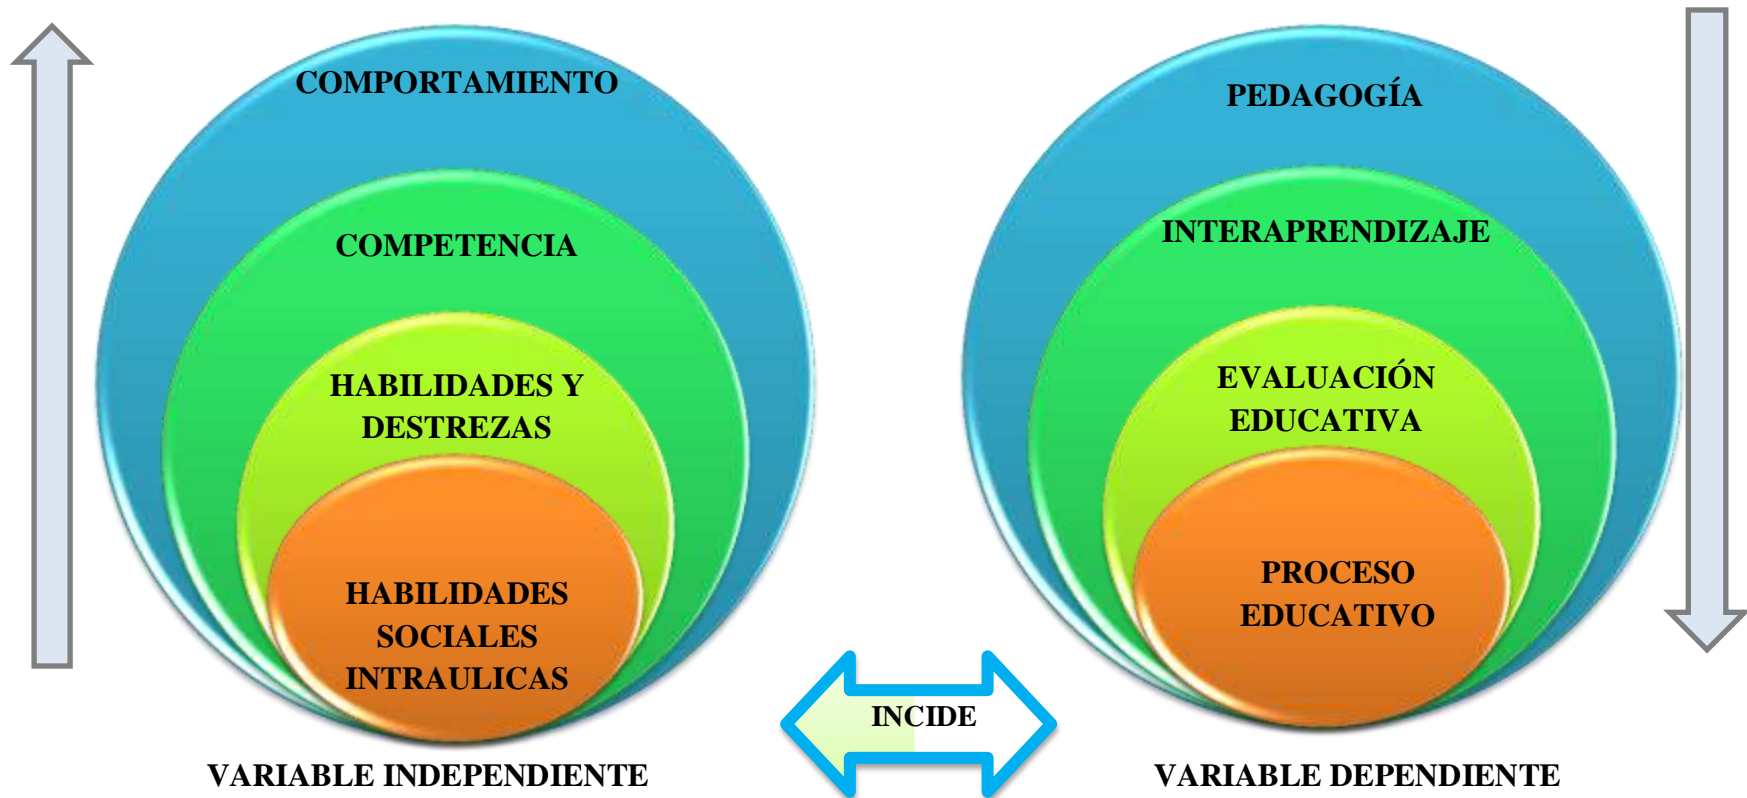 COMPORTAMIENTO
COMPETENCIA
HABILIDADES Y
DESTREZAS
HABILIDADES
SOCIALES
INTRAULICAS
VARIABLE INDEPENDIENTE
INCIDE
PEDAGOGÍA
INTERAPRENDIZAJE
EVALUACIÓN
EDUCATIVA
PROCESO
EDUCATIVO
VARIABLE DEPENDIENTE